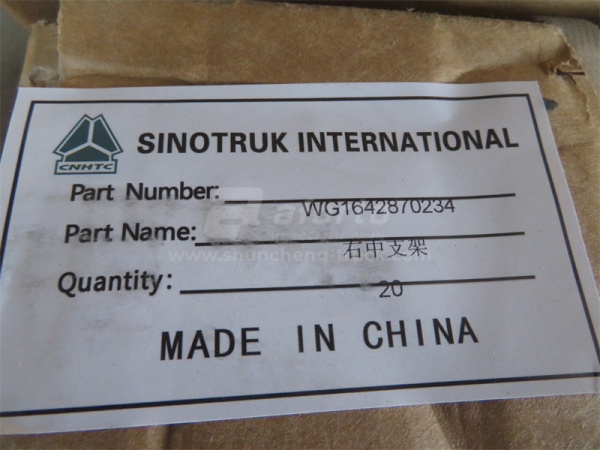 SINOTRUK INTERNATIONAL
CNHTC
Part Number: WG1642870234
Part Name: 右中支架
Quantity: 20
MADE IN CHINA